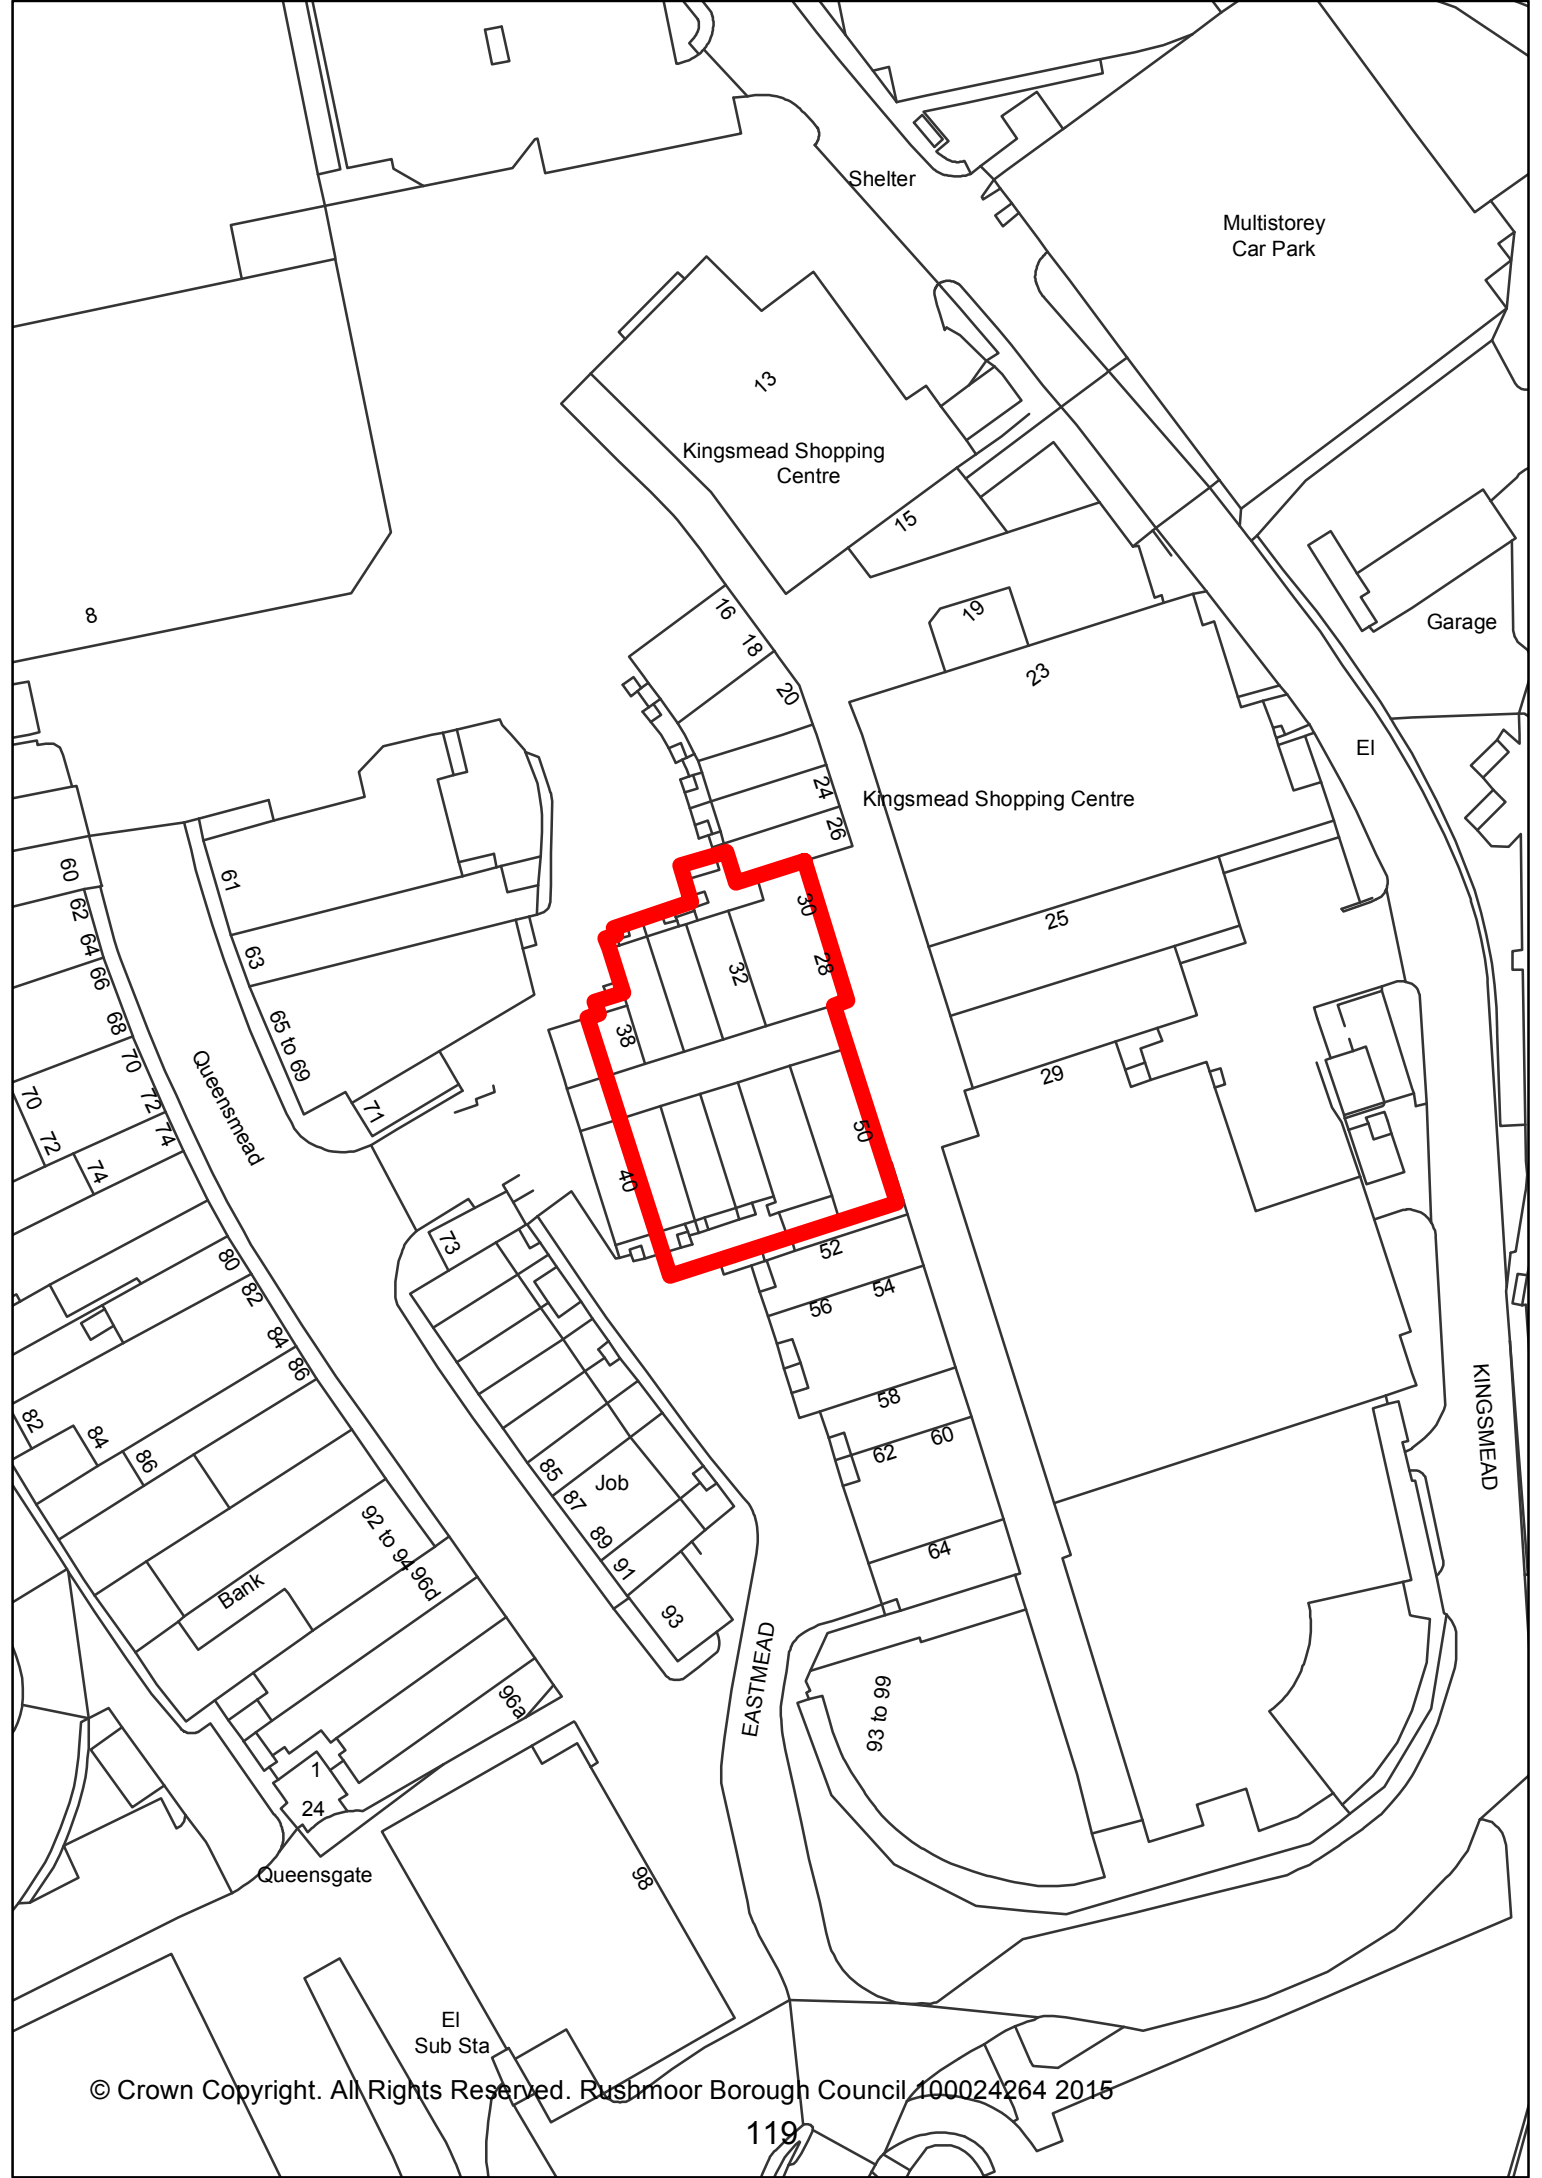 Shelter
Multistorey
Car Park
13
Kingsmead Shopping
Centre
15
16
18
19
20
23
8
Garage
El
24
Kingsmead Shopping Centre
26
60
61
62
64
66
63
30
28
32
25
38
68
70
72
74
65 to 69
71
70
72
74
Queensmead
29
50
40
73
52
54
56
80
82
84
86
58
60
62
64
KINGSMEAD
82
84
86
85
87
89
91
93
Job
92 to 94
96d
Bank
96a
EASTMEAD
93 to 99
1
24
Queensgate
98
El
Sub Sta
© Crown Copyright. All Rights Reserved. Rushmoor Borough Council 100024264 2015
119